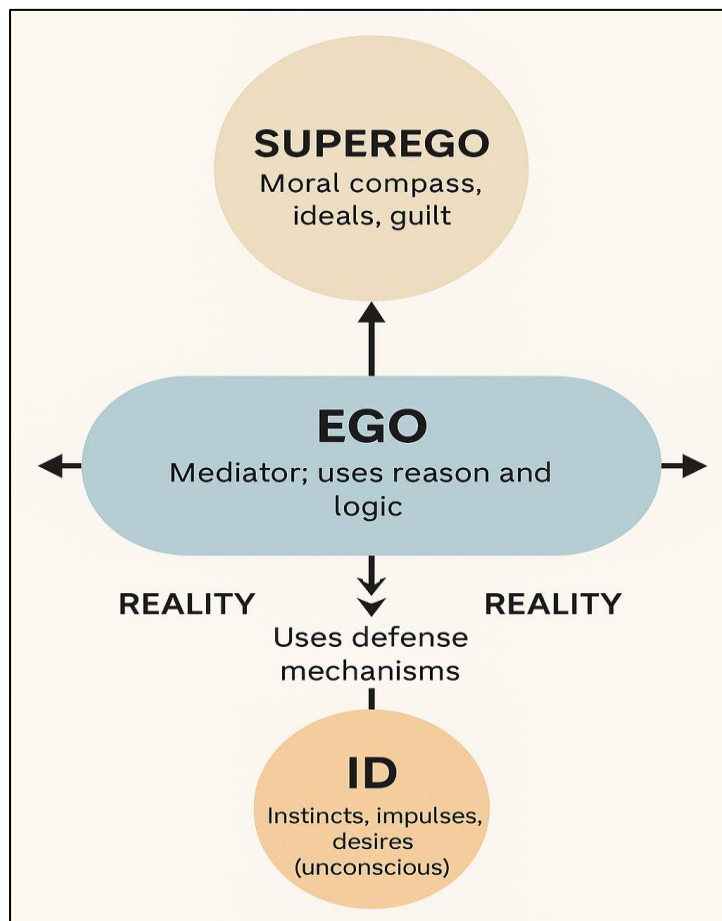 SUPEREGO
Moral compass,
ideals, guilt
EGO
Mediator; uses reason and
logic
REALITY
REALITY
Uses defense
mechanisms
ID
Instincts, impulses,
desires
(unconscious)